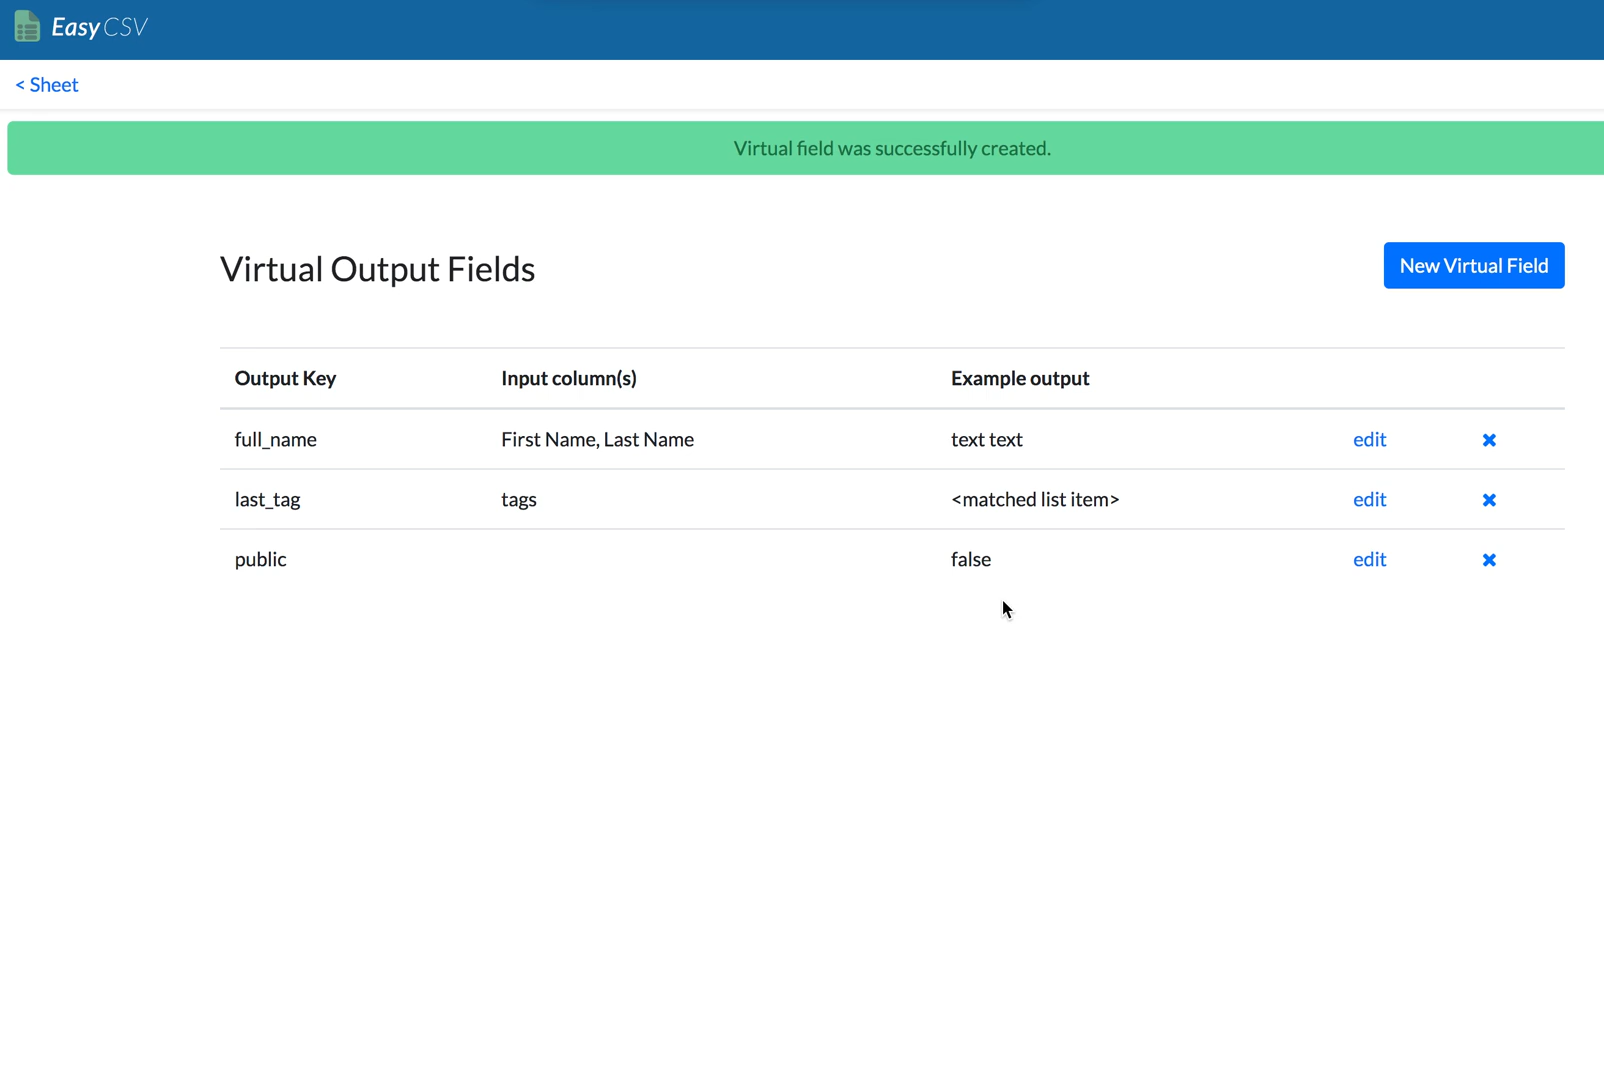 Easy CSV
< Sheet
Virtual field was successfully created.
Virtual Output Fields
New Virtual Field
Output Key Input column(s) Example output
full_name First Name, Last Name text text edit ✖
last_tag tags <matched list item> edit ✖
public false edit ✖